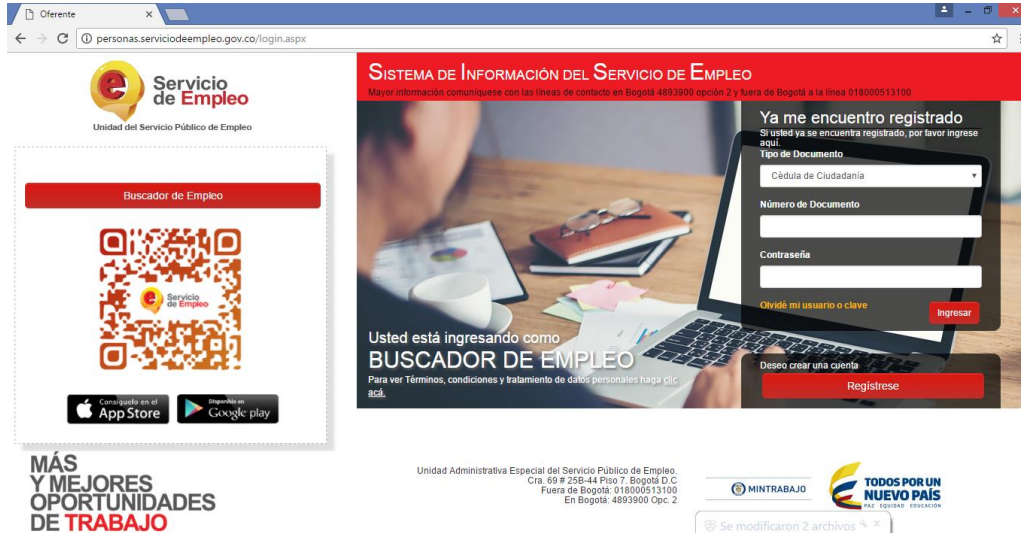 Oferente
personas.serviciodeempleo.gov.co/login.aspx
Servicio
de Empleo
Unidad del Servicio Público de Empleo
Buscador de Empleo
Servicio
de Empleo
Consíguelo en el
App Store
Disponible en
Google play
MÁS
Y MEJORES
OPORTUNIDADES
DE TRABAJO
SISTEMA DE INFORMACIÓN DEL SERVICIO DE EMPLEO
Mayor información comuníquese con las líneas de contacto en Bogotá 4893900 opción 2 y fuera de Bogotá a la línea 018000513100
Usted está ingresando como
BUSCADOR DE EMPLEO
Para ver Términos, condiciones y tratamiento de datos personales haga clic
acá.
Ya me encuentro registrado
Si usted ya se encuentra registrado, por favor ingrese
aquí.
Tipo de Documento
Cédula de Ciudadanía
Número de Documento
Contraseña
Olvidé mi usuario o clave
Ingresar
Deseo crear una cuenta
Regístrese
Unidad Administrativa Especial del Servicio Público de Empleo.
Cra. 69 # 25B-44 Piso 7. Bogotá D.C
Fuera de Bogotá: 018000513100
En Bogotá: 4893900 Opc. 2
MINTRABAJO
TODOS POR UN
NUEVO PAÍS
PAZ EQUIDAD EDUCACIÓN
Se modificaron 2 archivos